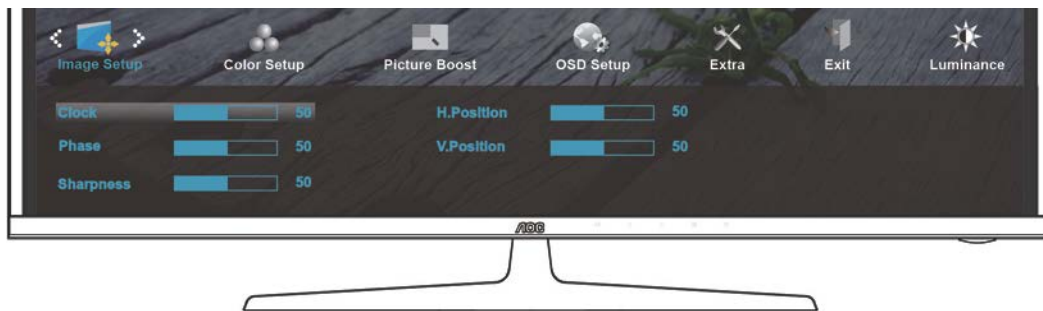 Image Setup Color Setup Picture Boost OSD Setup Extra Exit Luminance
Clock 50 H.Position 50
Phase 50 V.Position 50
Sharpness 50
AOC